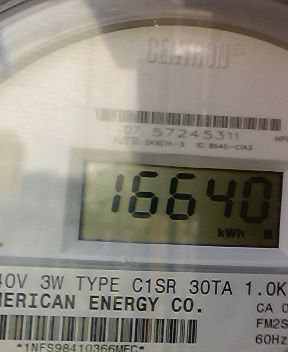 CENTRON®
07 57245311
16640
kWh
40V 3W TYPE C1SR 30TA 1.0K
MERICAN ENERGY CO.
CA 0
FM2S
60Hz
*1NFS98410366MFC*